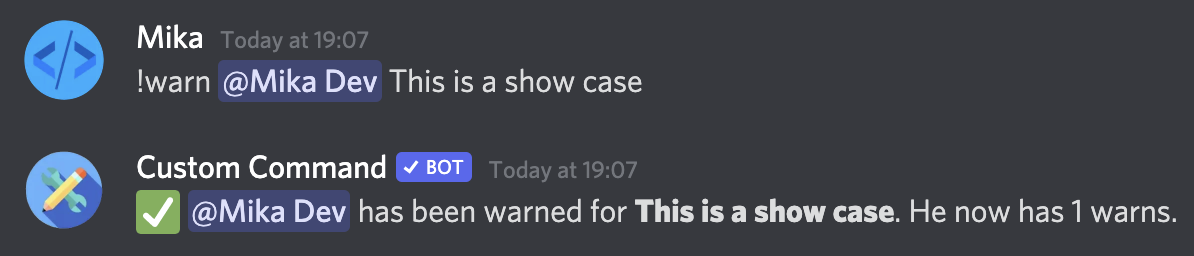 Mika Today at 19:07
!warn @Mika Dev This is a show case
Custom Command ✓ BOT Today at 19:07
✅ @Mika Dev has been warned for This is a show case. He now has 1 warns.